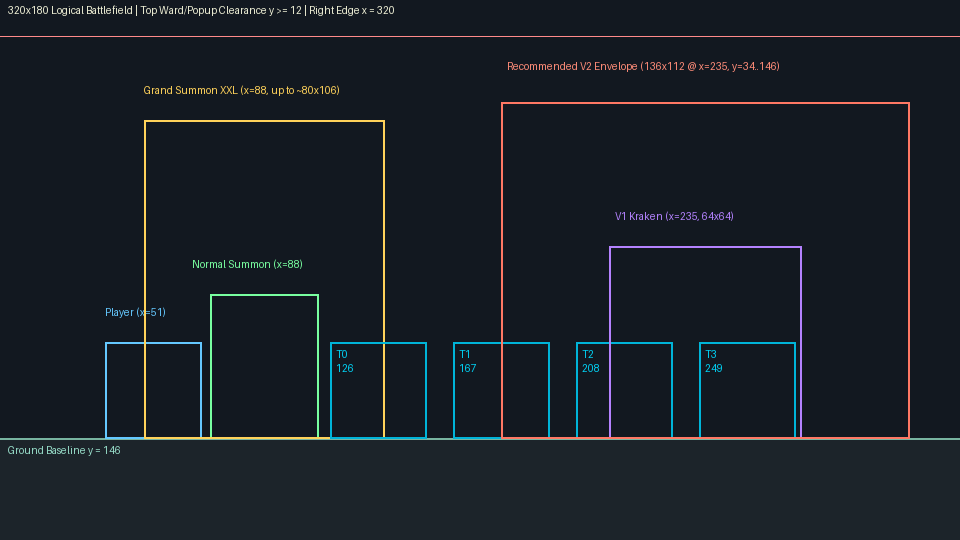 320x180 Logical Battlefield | Top Ward/Popup Clearance y >= 12 | Right Edge x = 320
Recommended V2 Envelope (136x112 @ x=235, y=34..146)
Grand Summon XXL (x=88, up to ~80x106)
V1 Kraken (x=235, 64x64)
Normal Summon (x=88)
Player (x=51)
T0
126
T1
167
T2
208
T3
249
Ground Baseline y = 146